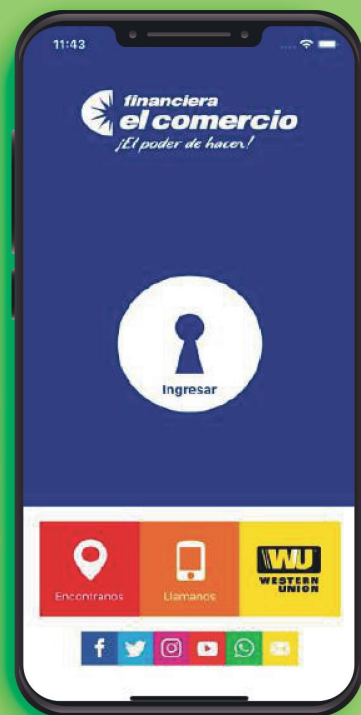 11:43
financiera
el comercio
¡El poder de hacer!
Ingresar
Encontranos
Llamanos
WU
WESTERN
UNION